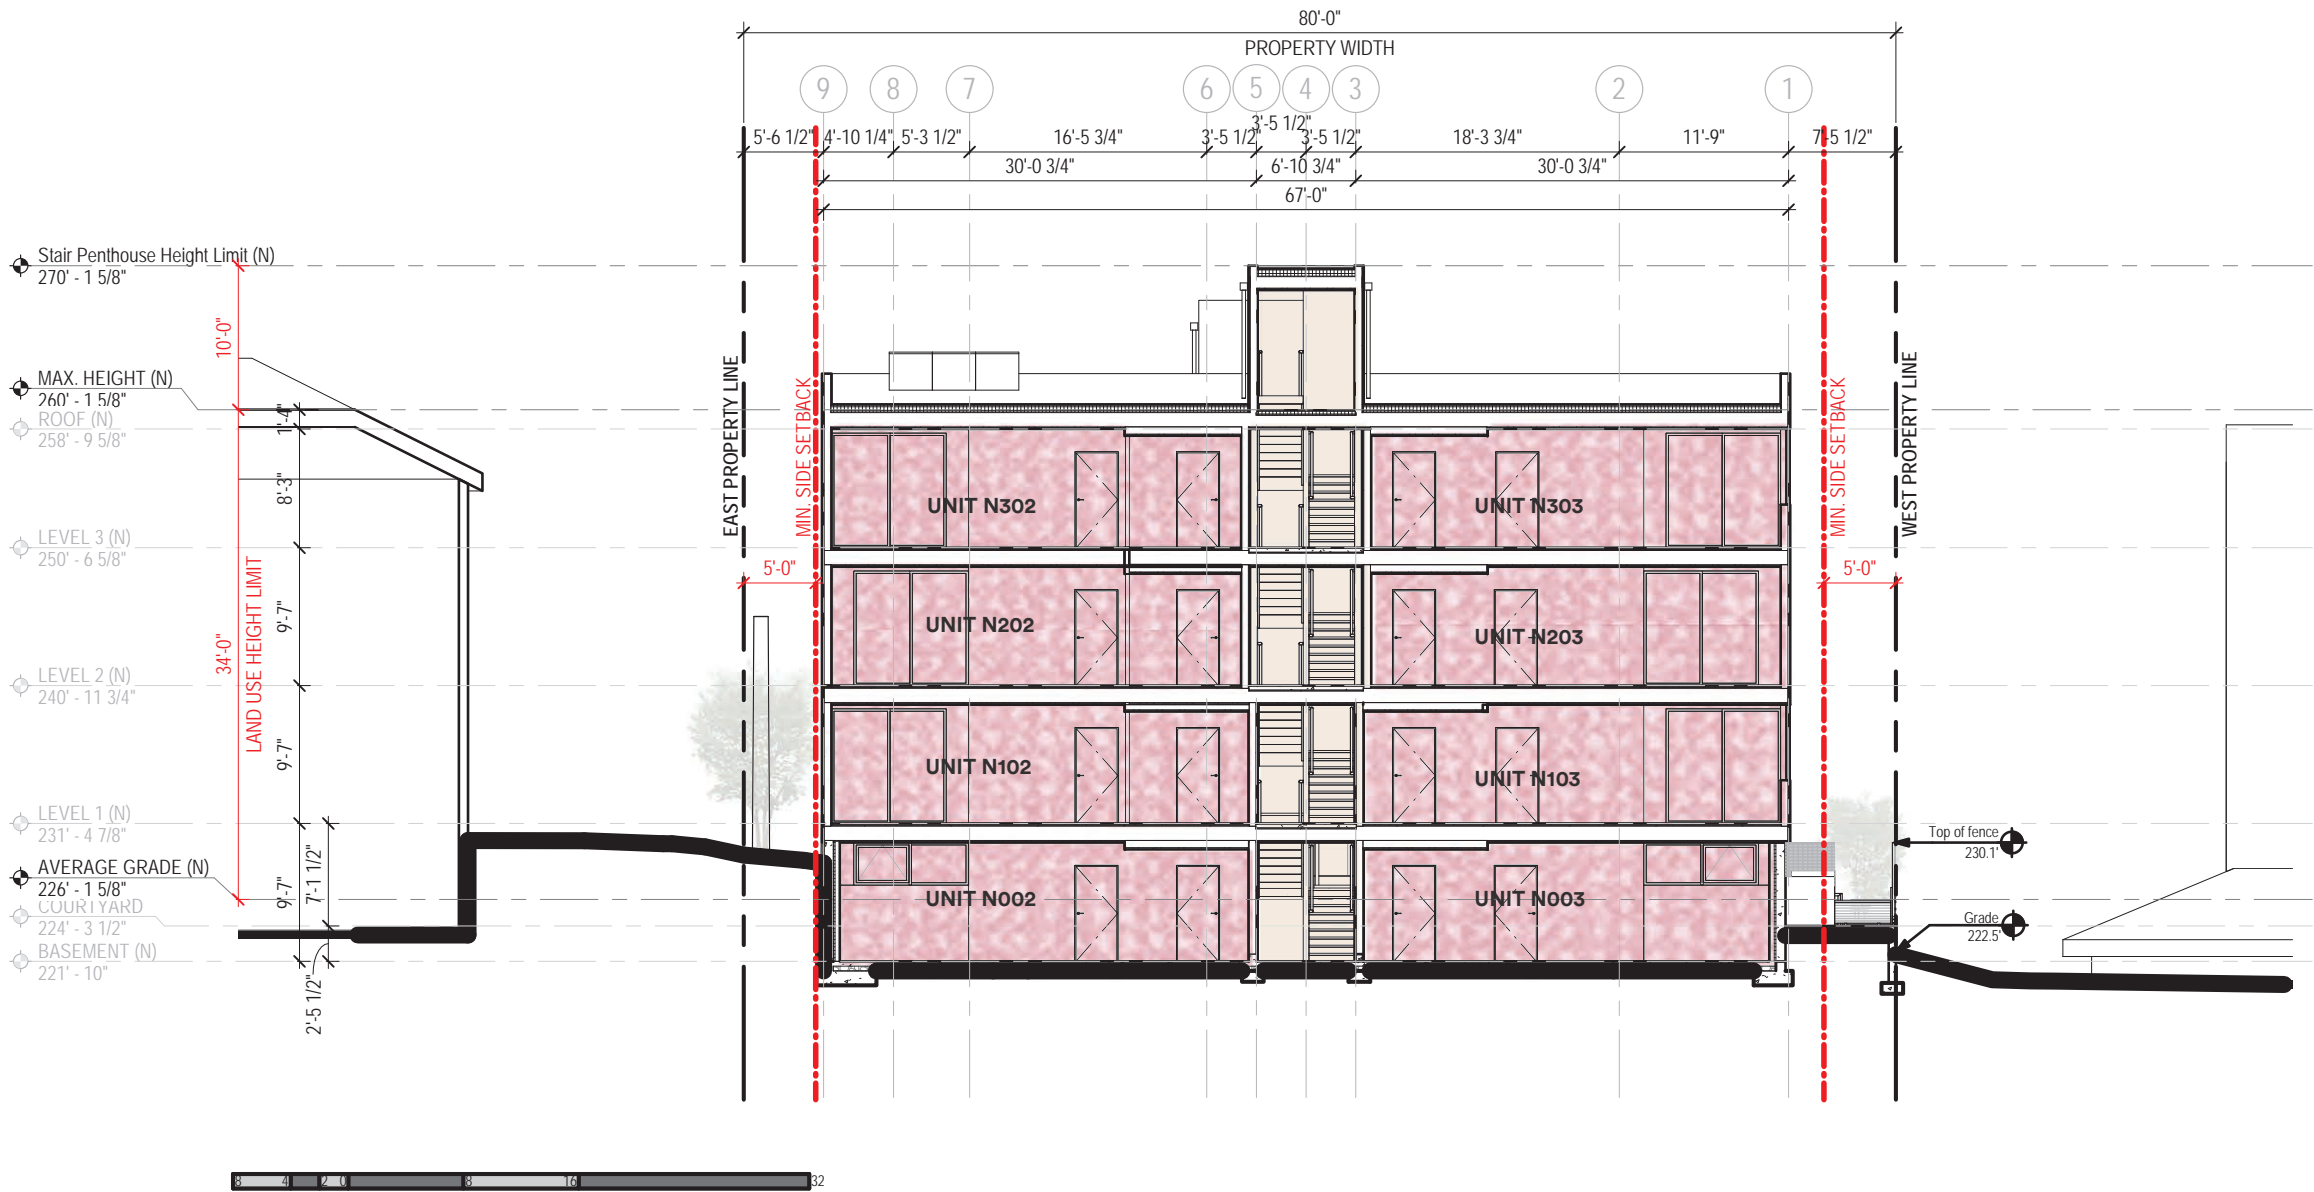 80'-0"
PROPERTY WIDTH
9 8 7 6 5 4 3 2 1
3'-5 1/2"
5'-6 1/2" 4'-10 1/4" 5'-3 1/2" 16'-5 3/4" 3'-5 1/2" 3'-5 1/2" 18'-3 3/4" 11'-9" 7'-5 1/2"
30'-0 3/4" 6'-10 3/4" 30'-0 3/4"
67'-0"
Stair Penthouse Height Limit (N)
270' - 1 5/8"
10'-0"
MAX. HEIGHT (N)
260' - 1 5/8"
ROOF (N)
258' - 9 5/8"
1'-4"
8'-3"
LEVEL 3 (N)
250' - 6 5/8"
9'-7"
34'-0"
LAND USE HEIGHT LIMIT
LEVEL 2 (N)
240' - 11 3/4"
9'-7"
LEVEL 1 (N)
231' - 4 7/8"
AVERAGE GRADE (N)
226' - 1 5/8"
COURTYARD
224' - 3 1/2"
BASEMENT (N)
221' - 10"
9'-7"
7'-1 1/2"
2'-5 1/2"
EAST PROPERTY LINE
MIN. SIDE SETBACK
5'-0"
UNIT N302
UNIT N303
UNIT N202
UNIT N203
UNIT N102
UNIT N103
UNIT N002
UNIT N003
MIN. SIDE SETBACK
WEST PROPERTY LINE
5'-0"
Top of fence
230.1'
Grade
222.5'
8 4 2 0 8 16 32